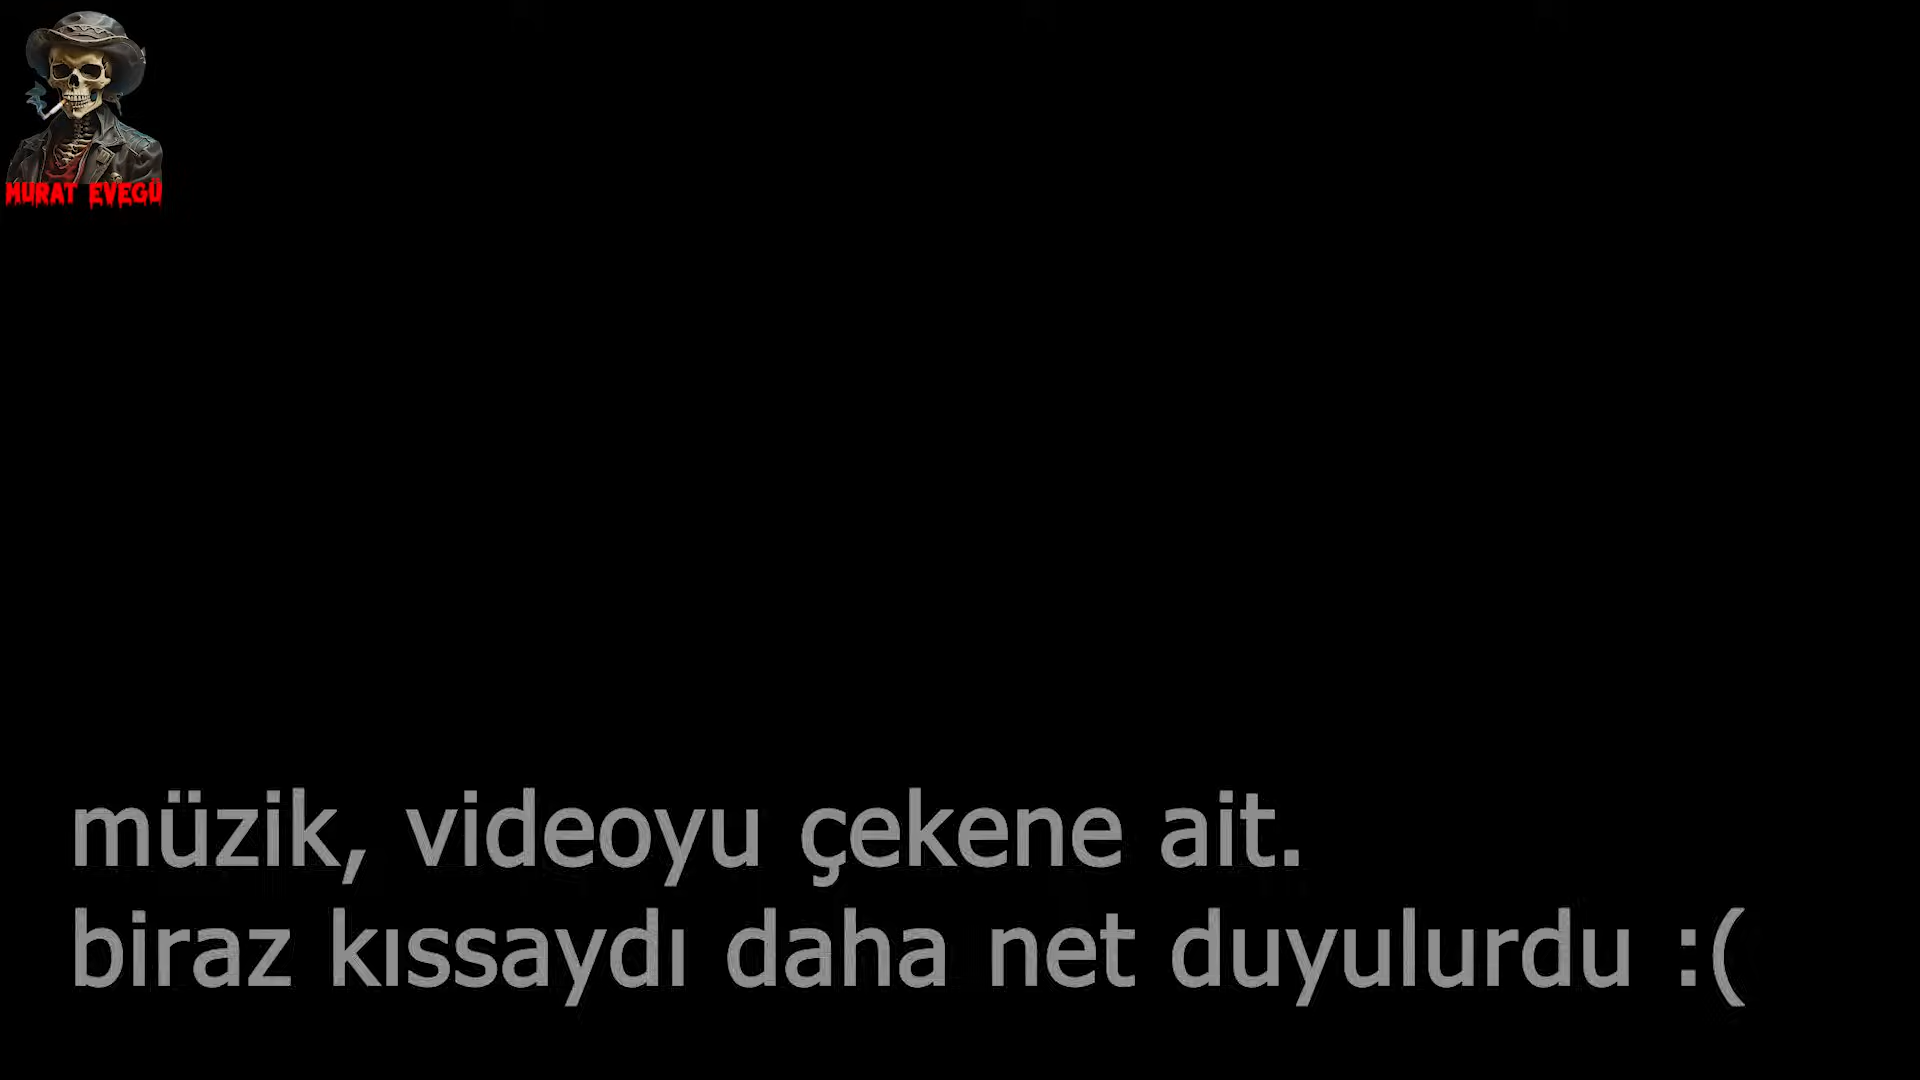 MURAT EVEGÜ
müzik, videoyu çekene ait.
biraz kıssaydı daha net duyulurdu :(